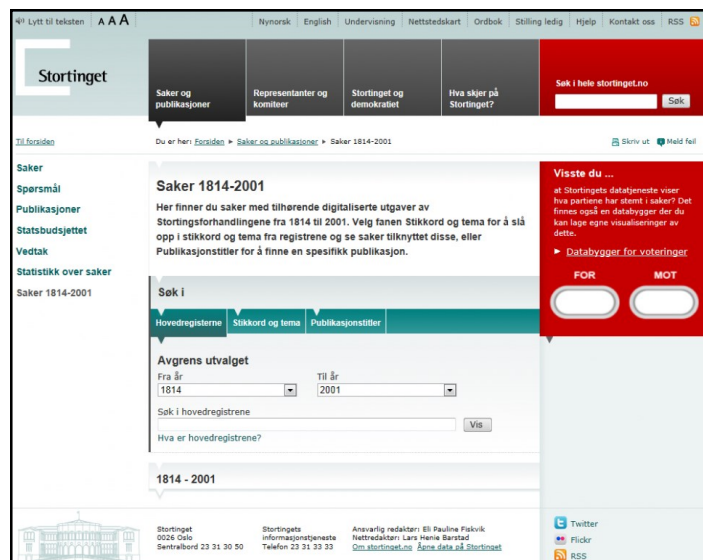 Lytt til teksten A A A Nynorsk English Undervisning Nettstedskart Ordbok Stilling ledig Hjelp Kontakt oss RSS
Stortinget
Saker og publikasjoner
Representanter og komiteer
Stortinget og demokratiet
Hva skjer på Stortinget?
Søk i hele stortinget.no
Søk
Til forsiden
Du er her: Forsiden ► Saker og publikasjoner ► Saker 1814-2001
Skriv ut Meld feil
Saker
Spørsmål
Publikasjoner
Statsbudsjettet
Vedtak
Statistikk over saker
Saker 1814-2001
Saker 1814-2001
Her finner du saker med tilhørende digitaliserte utgaver av
Stortingsforhandlingene fra 1814 til 2001. Velg fanen Stikkord og tema for å slå
opp i stikkord og tema fra registrene og se saker tilknyttet disse, eller
Publikasjonstitler for å finne en spesifikk publikasjon.
Søk i
Hovedregisterne Stikkord og tema Publikasjonstitler
Avgrens utvalget
Fra år Til år
1814 2001
Søk i hovedregistrene
Vis
Hva er hovedregistrene?
1814 - 2001
Visste du ...
at Stortingets datatjeneste viser
hva partiene har stemt i saker? Det
finnes også en databygger der du
kan lage egne visualiseringer av
dette.
► Databygger for voteringer
FOR MOT
Stortinget
0026 Oslo
Sentralbord 23 31 30 50
Stortingets
informasjonstjeneste
Telefon 23 31 33 33
Ansvarlig redaktør: Eli Pauline Fiskvik
Nettredaktør: Lars Henie Barstad
Om stortinget.no Åpne data på Stortinget
Twitter
Flickr
RSS